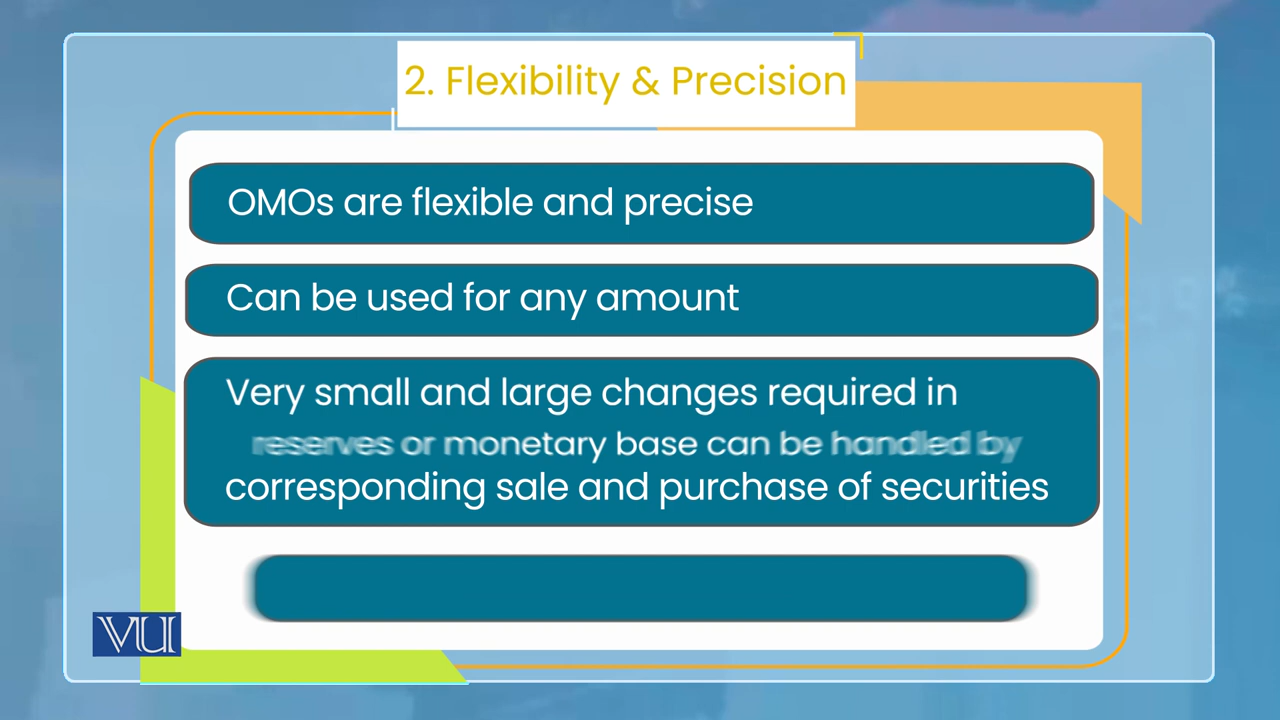 2. Flexibility & Precision
OMOs are flexible and precise
Can be used for any amount
Very small and large changes required in
reserves or monetary base can be handled by
corresponding sale and purchase of securities
VU